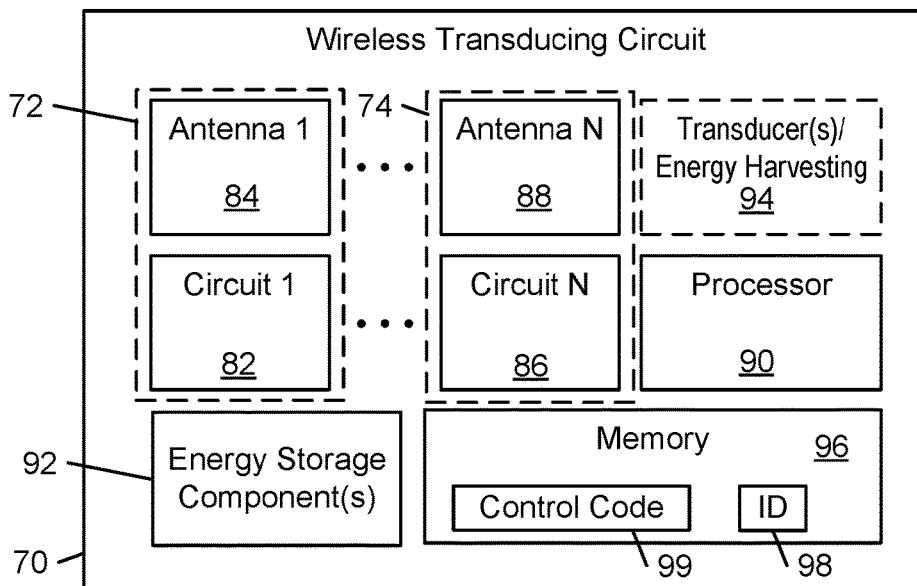 Wireless Transducing Circuit
72
74
Antenna 1
84
Antenna N
88
Transducer(s)/
Energy Harvesting
94
Circuit 1
82
Circuit N
86
Processor
90
92
Energy Storage
Component(s)
Memory
96
Control Code
ID
70
99
98